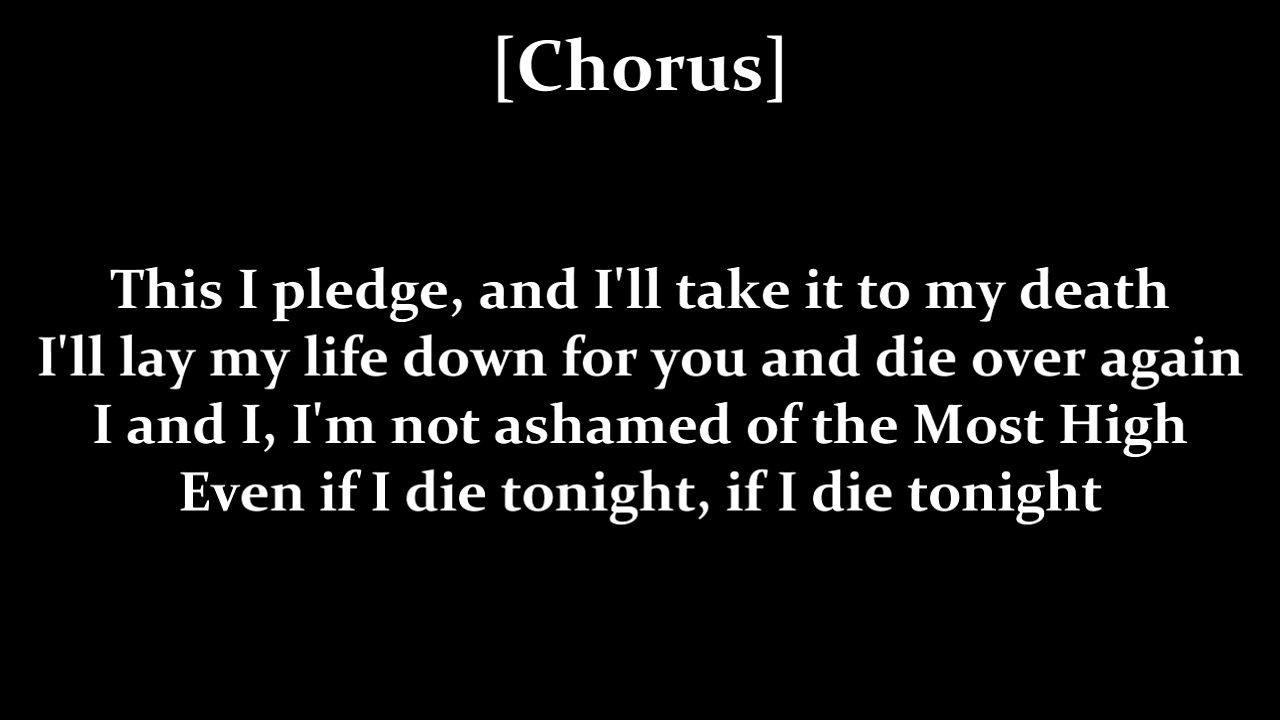 [Chorus]
This I pledge, and I'll take it to my death
I'll lay my life down for you and die over again
I and I, I'm not ashamed of the Most High
Even if I die tonight, if I die tonight